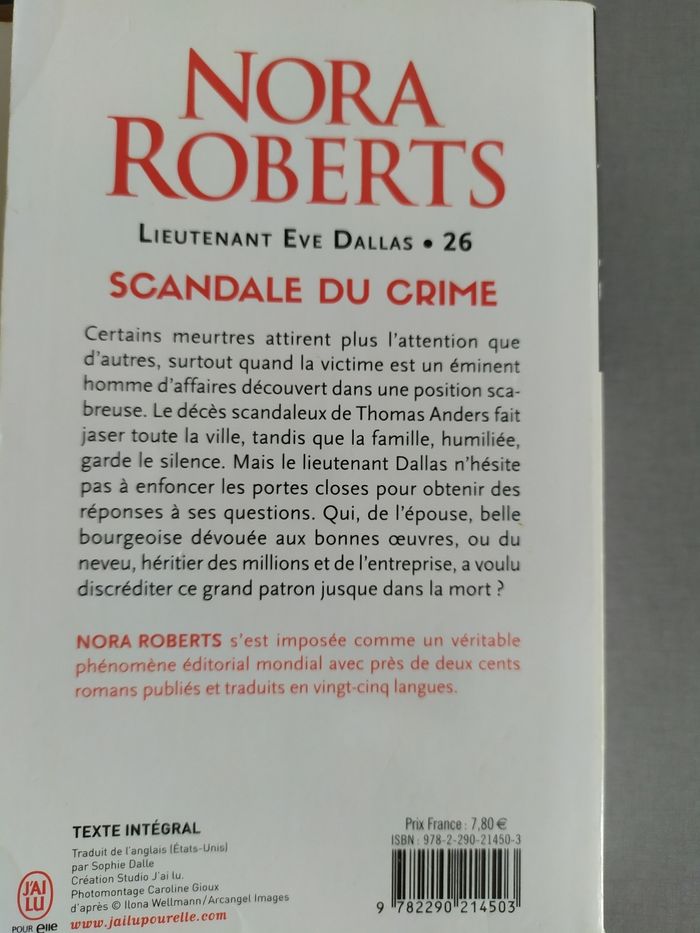 NORA
ROBERTS
LIEUTENANT EVE DALLAS • 26
SCANDALE DU CRIME
Certains meurtres attirent plus l'attention que
d'autres, surtout quand la victime est un éminent
homme d'affaires découvert dans une position sca-
breuse. Le décès scandaleux de Thomas Anders fait
jaser toute la ville, tandis que la famille, humiliée,
garde le silence. Mais le lieutenant Dallas n'hésite
pas à enfoncer les portes closes pour obtenir des
réponses à ses questions. Qui, de l'épouse, belle
bourgeoise dévouée aux bonnes œuvres, ou du
neveu, héritier des millions et de l'entreprise, a voulu
discréditer ce grand patron jusque dans la mort ?
NORA ROBERTS s'est imposée comme un véritable
phénomène éditorial mondial avec près de deux cents
romans publiés et traduits en vingt-cinq langues.
TEXTE INTÉGRAL
Traduit de l'anglais (États-Unis)
par Sophie Dalle
Création Studio J'ai lu.
Photomontage Caroline Gioux
d'après © Ilona Wellmann/Arcangel Images
www.jailupourelle.com
J'AI
LU
POUR elle
Prix France : 7,80 €
ISBN : 978-2-290-21450-3
9 782290 214503